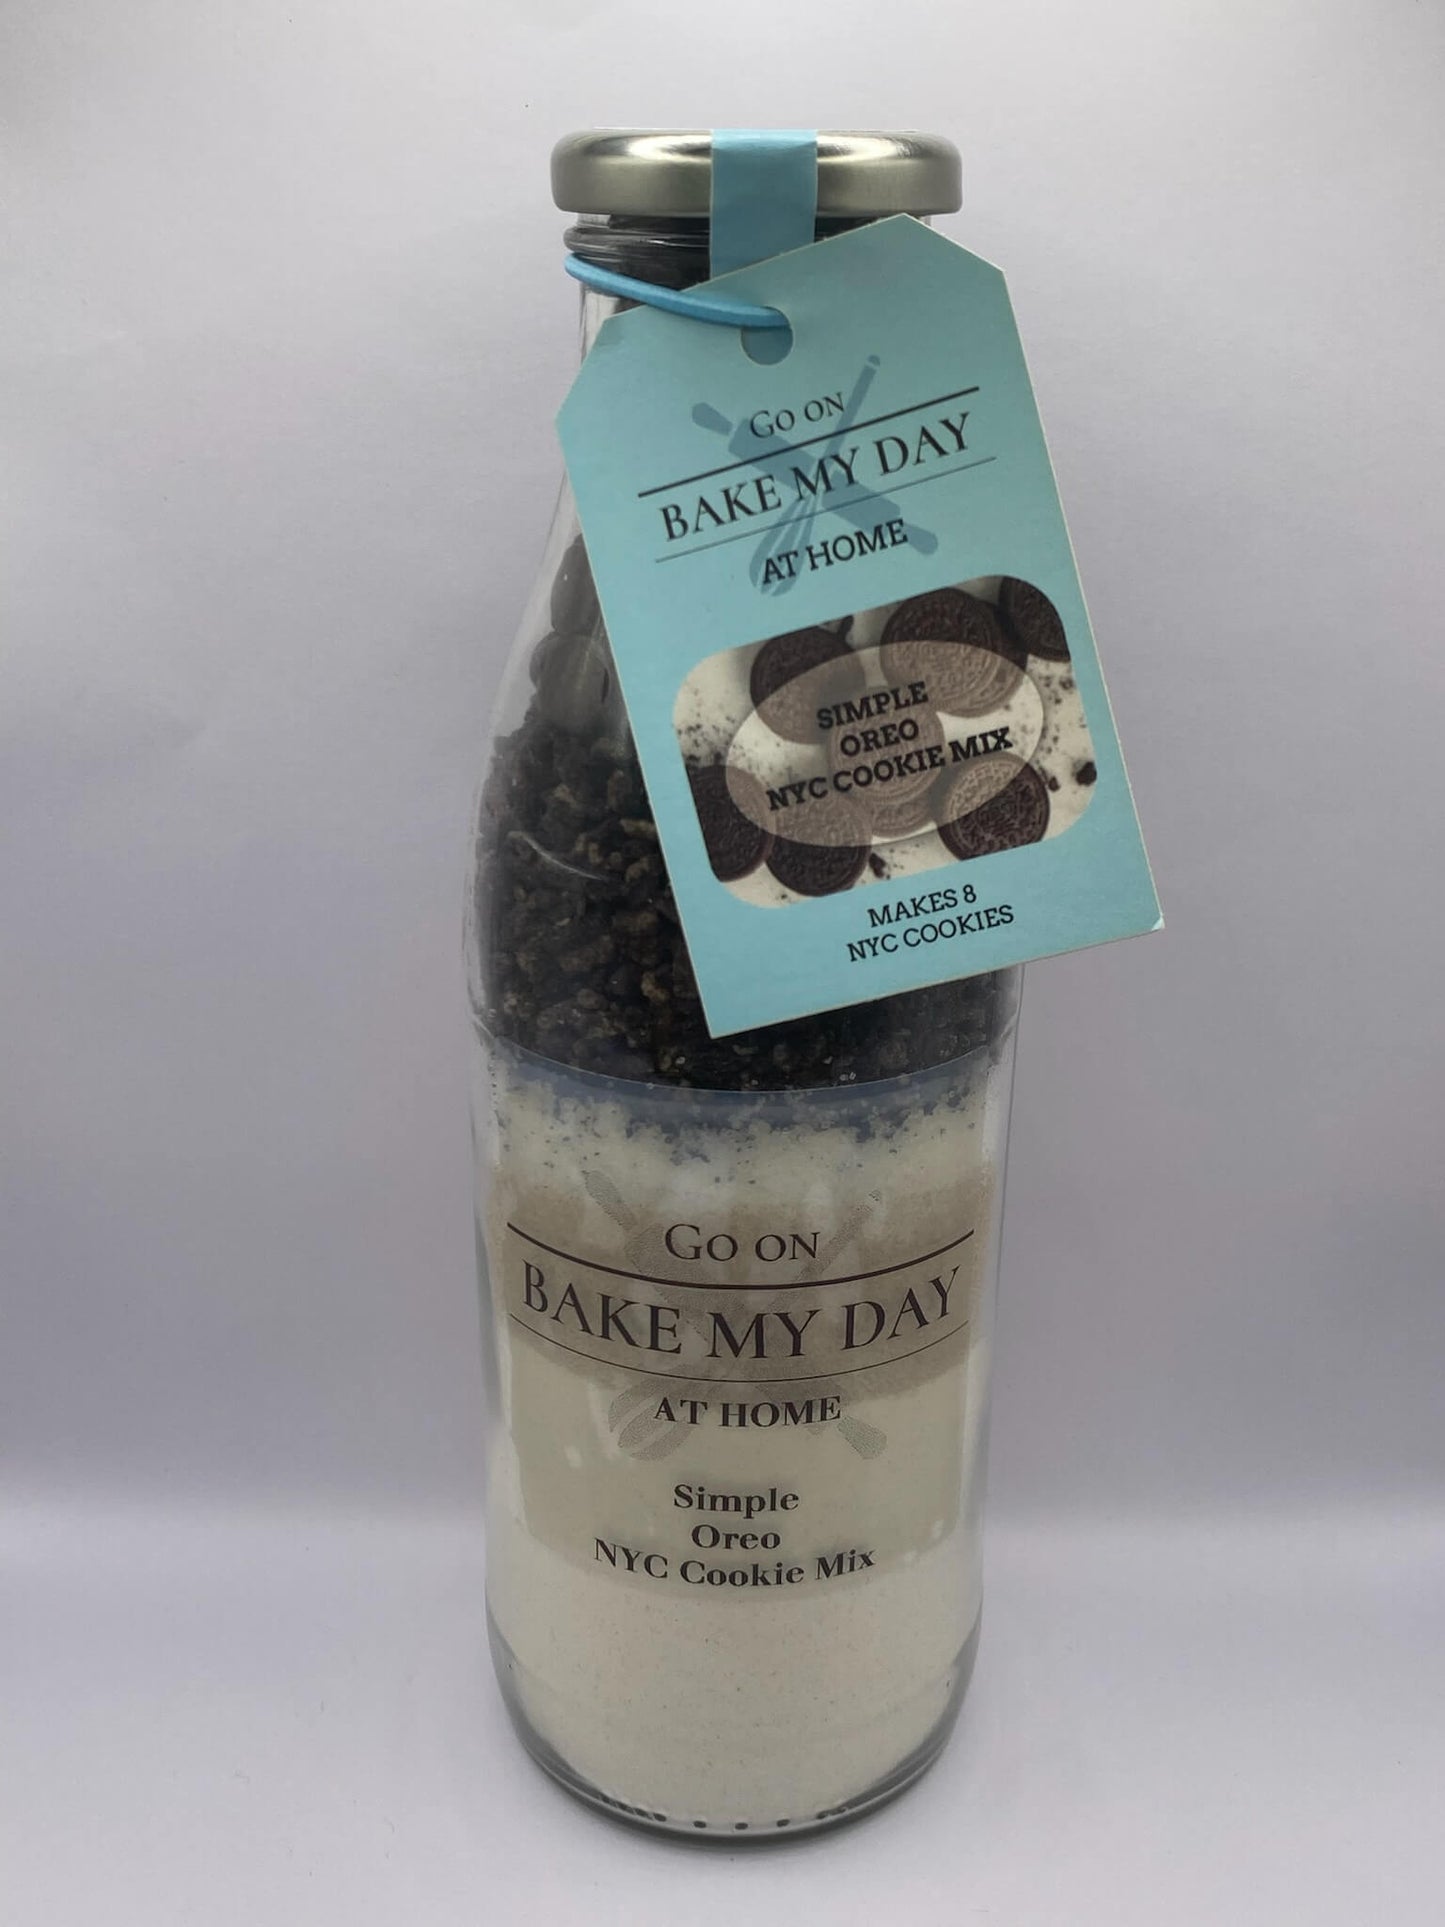 Go on
BAKE MY DAY
AT HOME
SIMPLE
OREO
NYC COOKIE MIX
MAKES 8
NYC COOKIES
Go on
BAKE MY DAY
AT HOME
Simple
Oreo
NYC Cookie Mix